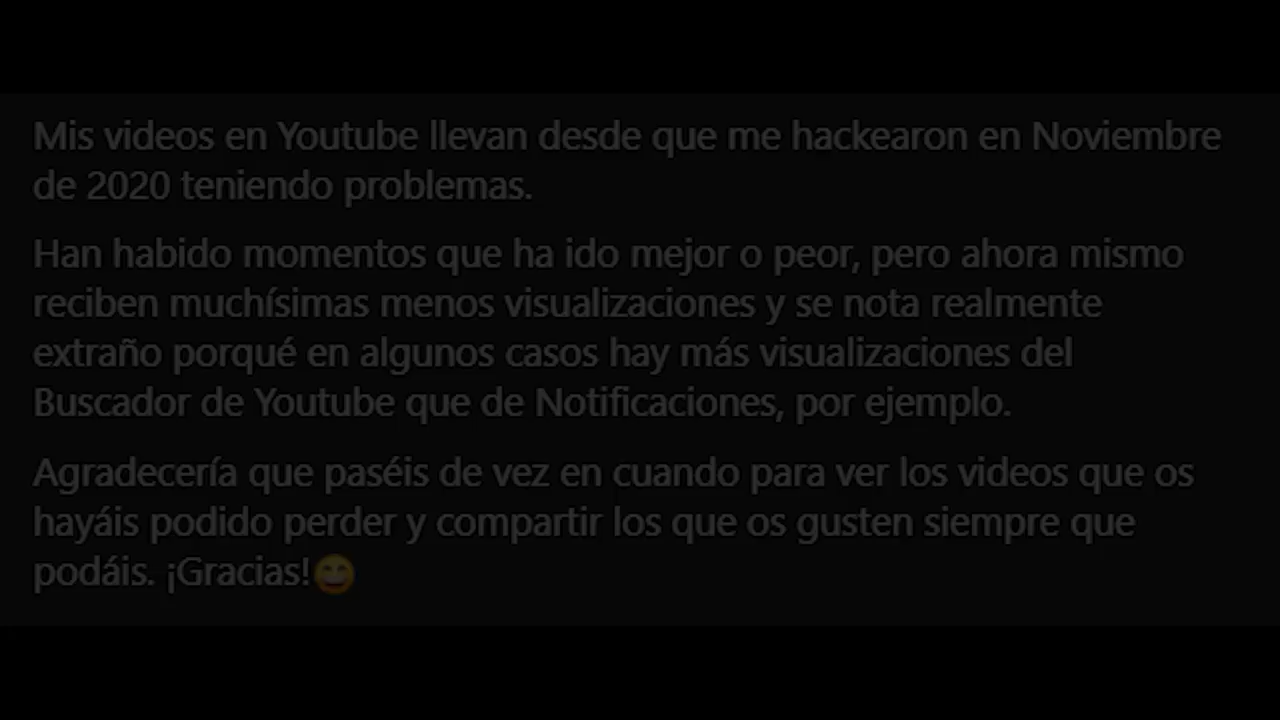 Mis videos en Youtube llevan desde que me hackearon en Noviembre
de 2020 teniendo problemas.
Han habido momentos que ha ido mejor o peor, pero ahora mismo
reciben muchísimas menos visualizaciones y se nota realmente
extraño porqué en algunos casos hay más visualizaciones del
Buscador de Youtube que de Notificaciones, por ejemplo.
Agradecería que paséis de vez en cuando para ver los videos que os
hayáis podido perder y compartir los que os gusten siempre que
podáis. ¡Gracias!😄